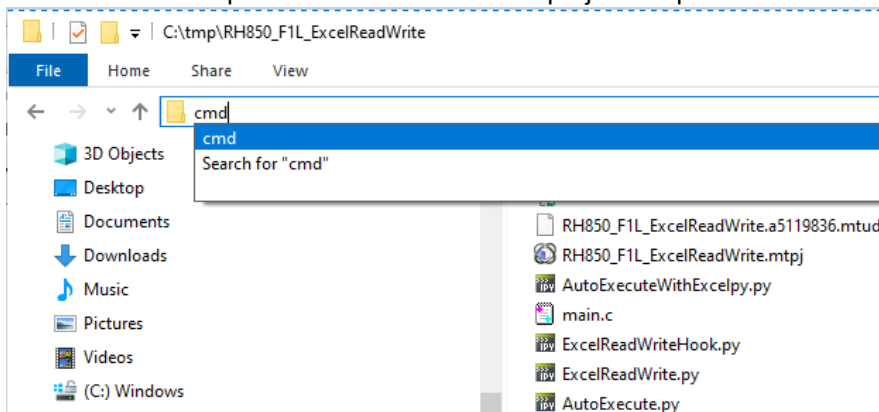 C:\tmp\RH850_F1L_ExcelReadWrite
File Home Share View
cmd
cmd
Search for "cmd"
3D Objects
Desktop
Documents
Downloads
Music
Pictures
Videos
(C:) Windows
RH850_F1L_ExcelReadWrite.a5119836.mtud
RH850_F1L_ExcelReadWrite.mtpj
AutoExecuteWithExcelpy.py
main.c
ExcelReadWriteHook.py
ExcelReadWrite.py
AutoExecute.py